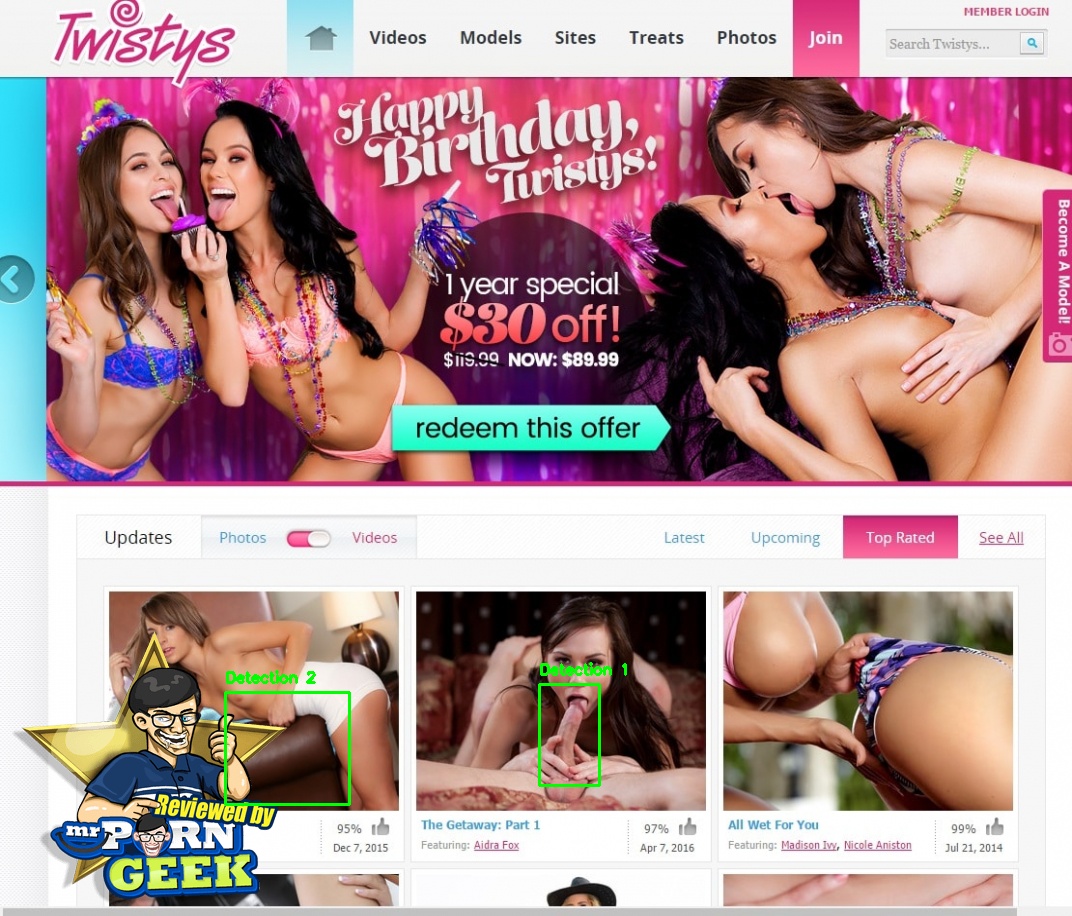 Twistys
Videos
Models
Sites
Treats
Photos
Join
MEMBER LOGIN
Search Twistys...
Happy
Birthday,
Twistys!
1 year special
$30 off!
$119.99 NOW: $89.99
redeem this offer
Become A Model!
Updates
Photos
Videos
Latest
Upcoming
Top Rated
See All
Detection 2
Detection 1
Reviewed by
mr PORN
GEEK
95%
Dec 7, 2015
The Getaway: Part 1
Featuring: Aidra Fox
97%
Apr 7, 2016
All Wet For You
Featuring: Madison Ivy, Nicole Aniston
99%
Jul 21, 2014